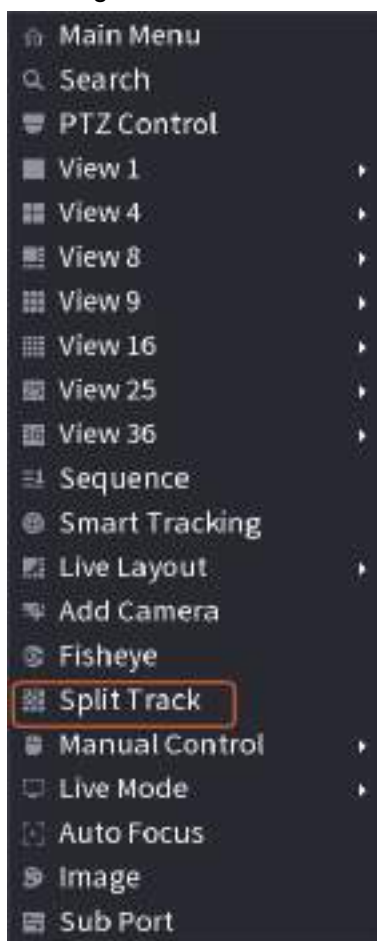 Main Menu
Search
PTZ Control
View 1
View 4
View 8
View 9
View 16
View 25
View 36
Sequence
Smart Tracking
Live Layout
Add Camera
Fisheye
Split Track
Manual Control
Live Mode
Auto Focus
Image
Sub Port